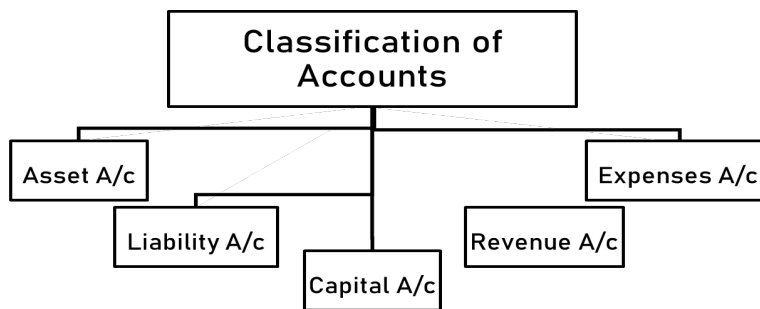 Classification of
Accounts
Asset A/c
Expenses A/c
Liability A/c
Revenue A/c
Capital A/c